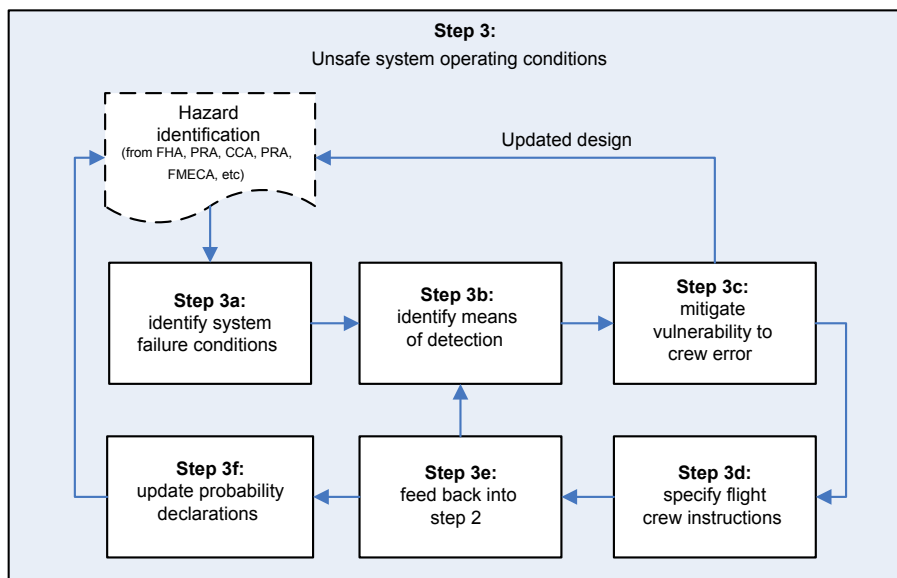 Step 3:
Unsafe system operating conditions
Hazard
identification
(from FHA, PRA, CCA, PRA,
FMECA, etc)
Updated design
Step 3a:
identify system
failure conditions
Step 3b:
identify means
of detection
Step 3c:
mitigate
vulnerability to
crew error
Step 3f:
update probability
declarations
Step 3e:
feed back into
step 2
Step 3d:
specify flight
crew instructions